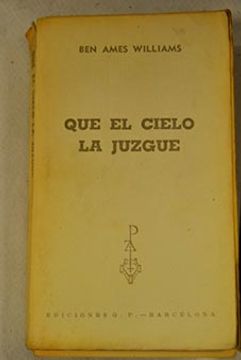 BEN AMES WILLIAMS
QUE EL CIELO
LA JUZGUE
EDICIONES G. P.—BARCELONA